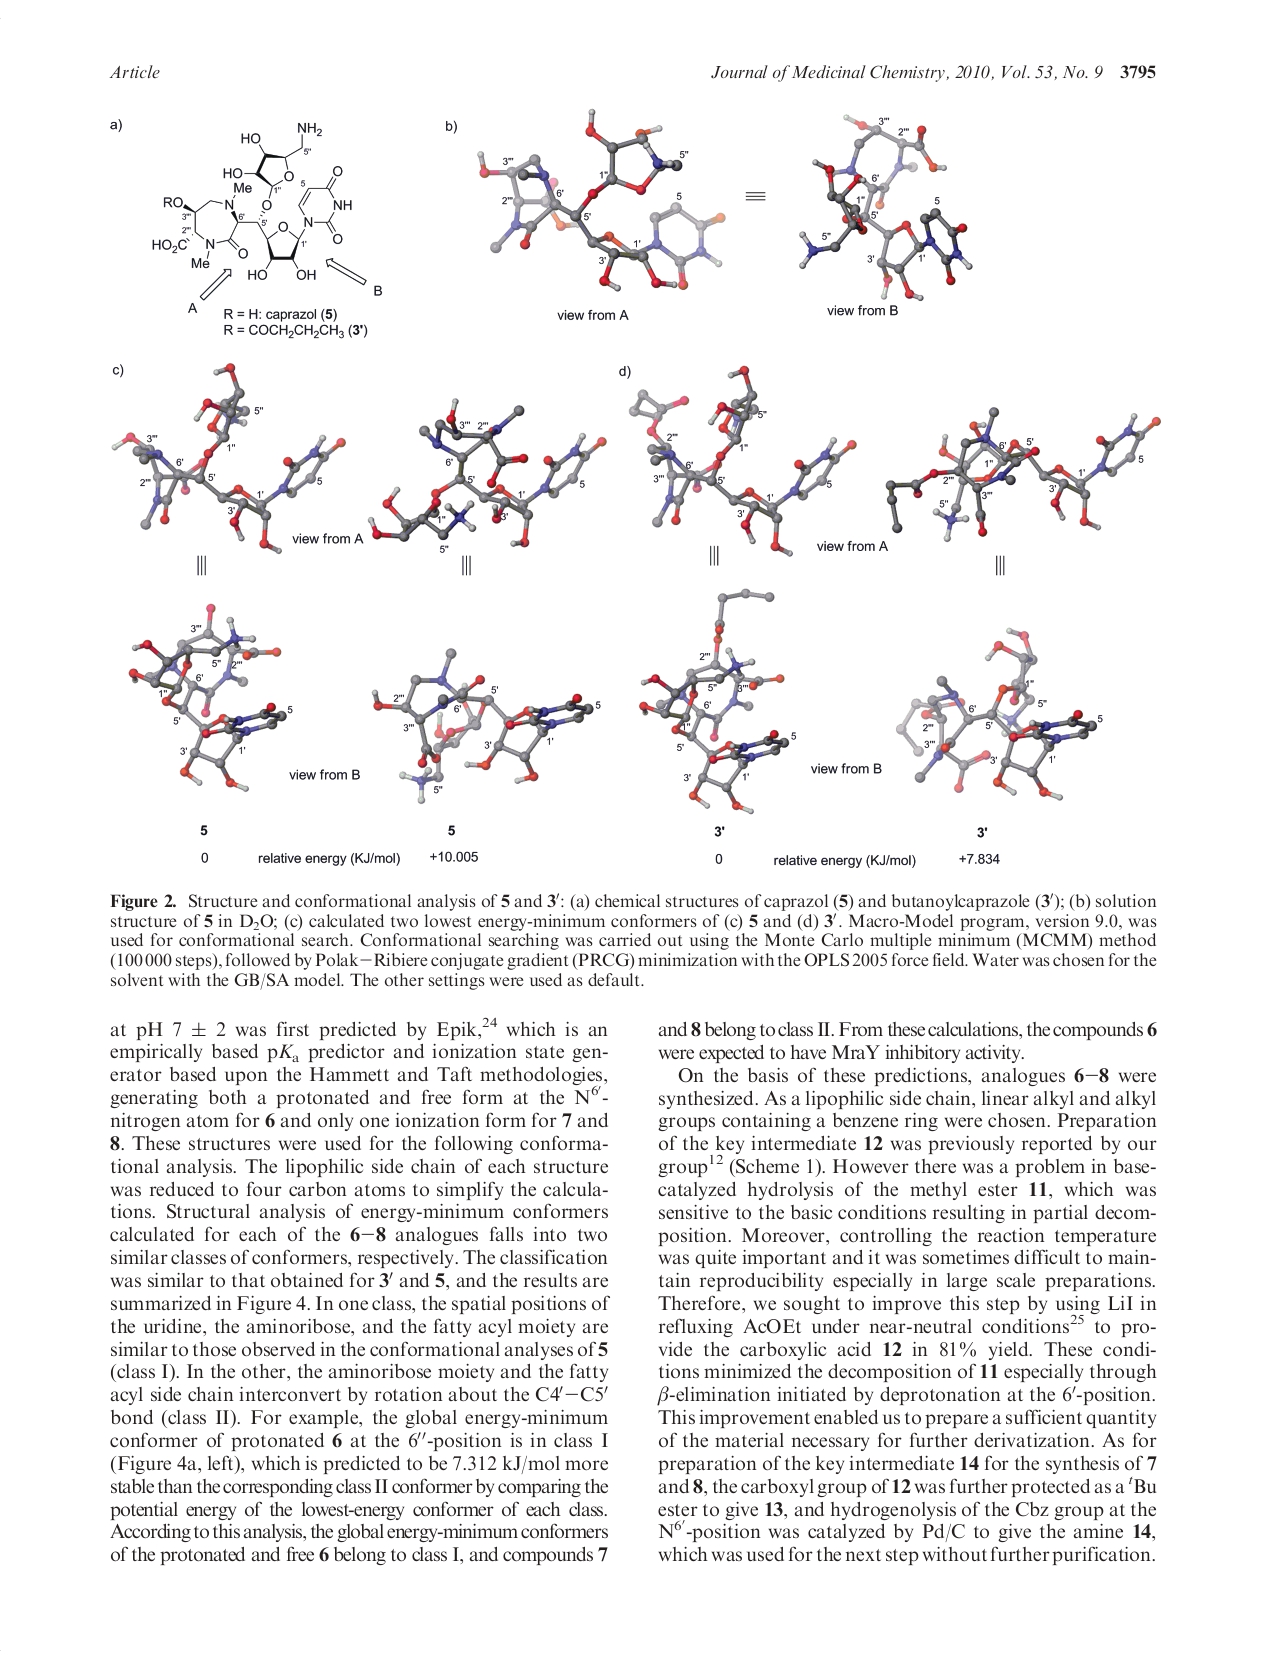 Article
Journal of Medicinal Chemistry, 2010, Vol. 53, No. 9 3795
a)
HO
NH2
5''
HO
O
1''
5
O
Me
R
O
N
O
NH
3'''
6'
5'
N
O
2'''
HO2C
N
O
O
1'
Me
HO
OH
A
B
R = H: caprazol (5)
R = COCH2CH2CH3 (3')
b)
3'''
2'''
6'
1''
5''
5'
5
3'
1'
view from A
3'''
2'''
6'
1''
5'
5''
5
3'
1'
view from B
c)
3'''
2'''
6'
5'
1''
5''
3'
1'
5
view from A
3'''
2'''
6'
5'
1'
5
1''
3'
5''
d)
2'''
3'''
6'
5'
1''
5''
3'
1'
5
view from A
6'
5'
1''
2'''
3'''
5''
3'
1'
5
3'''
5''
2'''
6'
1''
5'
5
3'
1'
view from B
2'''
3'''
6'
5'
5
3'
1'
5''
2'''
5''
3'''
6'
1''
5'
5
3'
1'
view from B
1''
5''
6'
5'
2'''
3'''
3'
5
1'
5
5
3'
3'
0
relative energy (KJ/mol)
+10.005
0
relative energy (KJ/mol)
+7.834
Figure 2. Structure and conformational analysis of 5 and 3′: (a) chemical structures of caprazol (5) and butanoylcaprazole (3′); (b) solution
structure of 5 in D2O; (c) calculated two lowest energy-minimum conformers of (c) 5 and (d) 3′. Macro-Model program, version 9.0, was
used for conformational search. Conformational searching was carried out using the Monte Carlo multiple minimum (MCMM) method
(100 000 steps), followed by Polak−Ribiere conjugate gradient (PRCG) minimization with the OPLS 2005 force field. Water was chosen for the
solvent with the GB/SA model. The other settings were used as default.
at pH 7 ± 2 was first predicted by Epik,24 which is an
empirically based pKa predictor and ionization state gen-
erator based upon the Hammett and Taft methodologies,
generating both a protonated and free form at the N6′-
nitrogen atom for 6 and only one ionization form for 7 and
8. These structures were used for the following conforma-
tional analysis. The lipophilic side chain of each structure
was reduced to four carbon atoms to simplify the calcula-
tions. Structural analysis of energy-minimum conformers
calculated for each of the 6−8 analogues falls into two
similar classes of conformers, respectively. The classification
was similar to that obtained for 3′ and 5, and the results are
summarized in Figure 4. In one class, the spatial positions of
the uridine, the aminoribose, and the fatty acyl moiety are
similar to those observed in the conformational analyses of 5
(class I). In the other, the aminoribose moiety and the fatty
acyl side chain interconvert by rotation about the C4′−C5′
bond (class II). For example, the global energy-minimum
conformer of protonated 6 at the 6′′-position is in class I
(Figure 4a, left), which is predicted to be 7.312 kJ/mol more
stable than the corresponding class II conformer by comparing the
potential energy of the lowest-energy conformer of each class.
According to this analysis, the global energy-minimum conformers
of the protonated and free 6 belong to class I, and compounds 7
and 8 belong to class II. From these calculations, the compounds 6
were expected to have MraY inhibitory activity.
On the basis of these predictions, analogues 6−8 were
synthesized. As a lipophilic side chain, linear alkyl and alkyl
groups containing a benzene ring were chosen. Preparation
of the key intermediate 12 was previously reported by our
group12 (Scheme 1). However there was a problem in base-
catalyzed hydrolysis of the methyl ester 11, which was
sensitive to the basic conditions resulting in partial decom-
position. Moreover, controlling the reaction temperature
was quite important and it was sometimes difficult to main-
tain reproducibility especially in large scale preparations.
Therefore, we sought to improve this step by using LiI in
refluxing AcOEt under near-neutral conditions25 to pro-
vide the carboxylic acid 12 in 81% yield. These condi-
tions minimized the decomposition of 11 especially through
β-elimination initiated by deprotonation at the 6′-position.
This improvement enabled us to prepare a sufficient quantity
of the material necessary for further derivatization. As for
preparation of the key intermediate 14 for the synthesis of 7
and 8, the carboxyl group of 12 was further protected as a tBu
ester to give 13, and hydrogenolysis of the Cbz group at the
N6′-position was catalyzed by Pd/C to give the amine 14,
which was used for the next step without further purification.